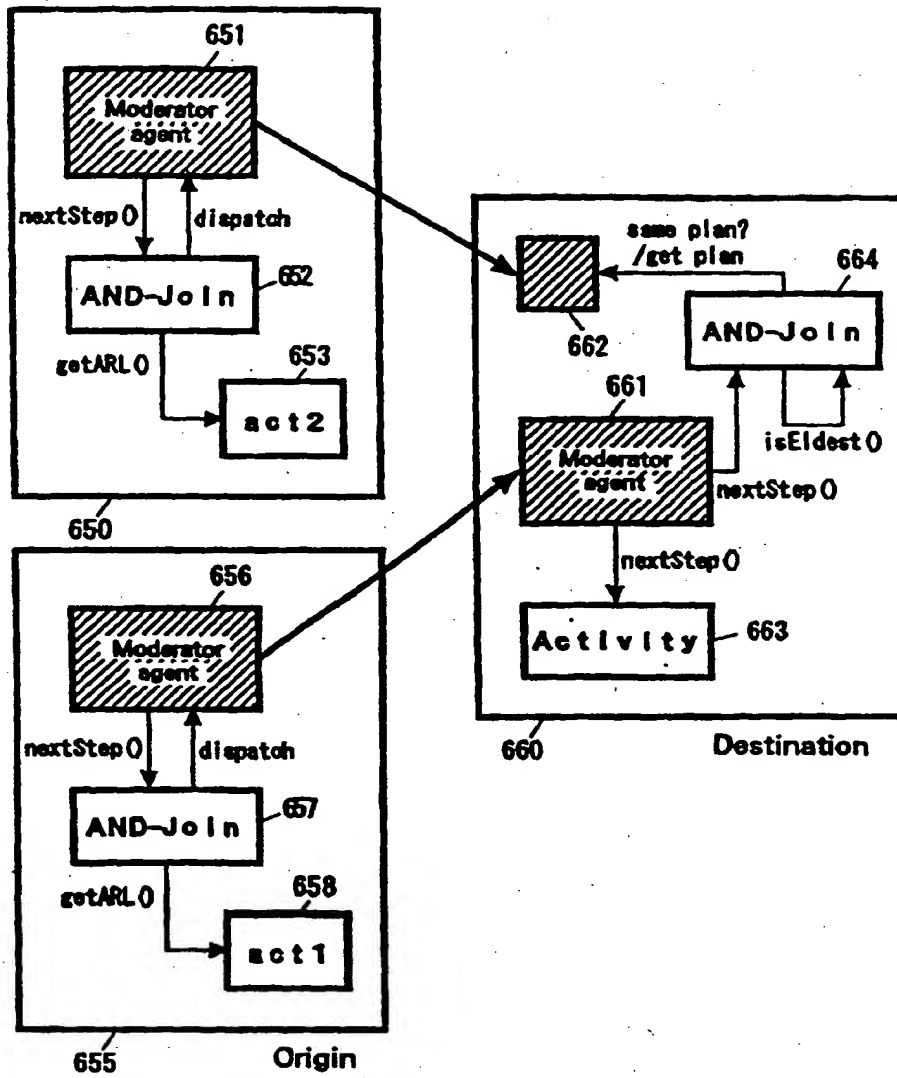 651
Moderator
agent
nextStep()
dispatch
AND-Join
652
getARL()
653
act2
650
656
Moderator
agent
nextStep()
dispatch
AND-Join
657
getARL()
658
act1
655
Origin
same plan?
/get plan
664
662
AND-Join
isEldest()
661
Moderator
agent
nextStep()
nextStep()
Activity
663
660
Destination